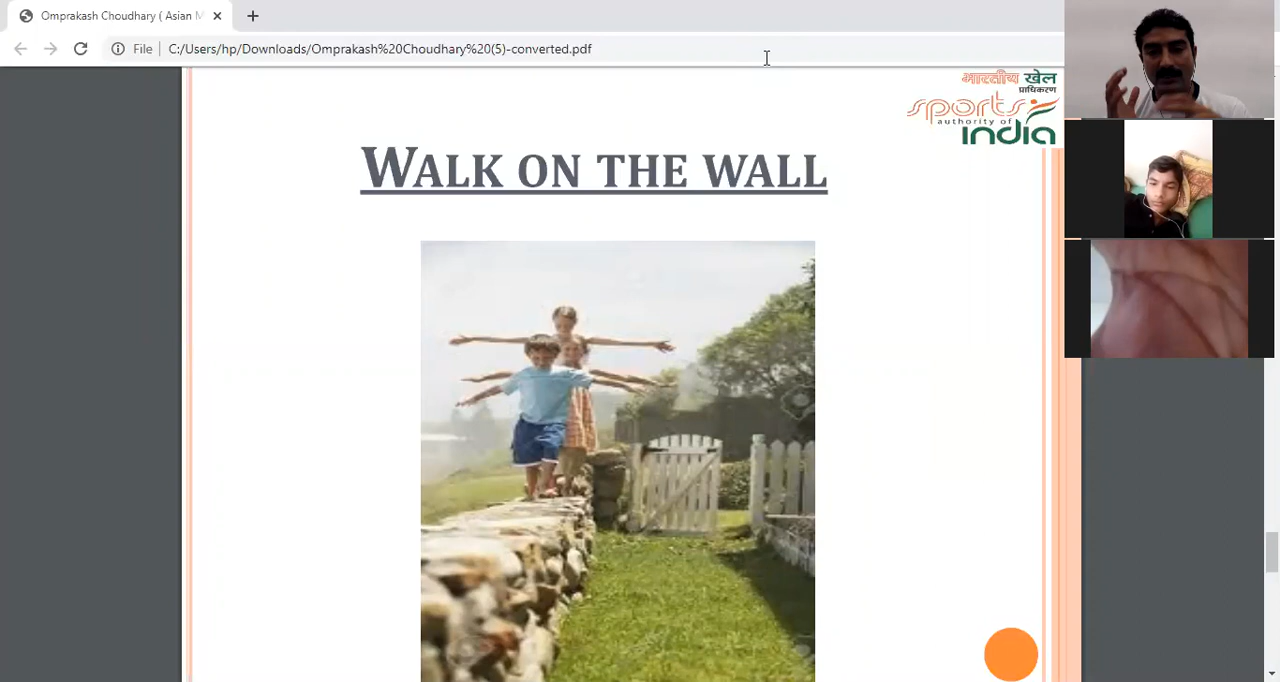 Omprakash Choudhary ( Asian M
File
C:/Users/hp/Downloads/Omprakash%20Choudhary%20(5)-converted.pdf
भारतीय खेल
प्राधिकरण
sports
authority of
india
WALK ON THE WALL